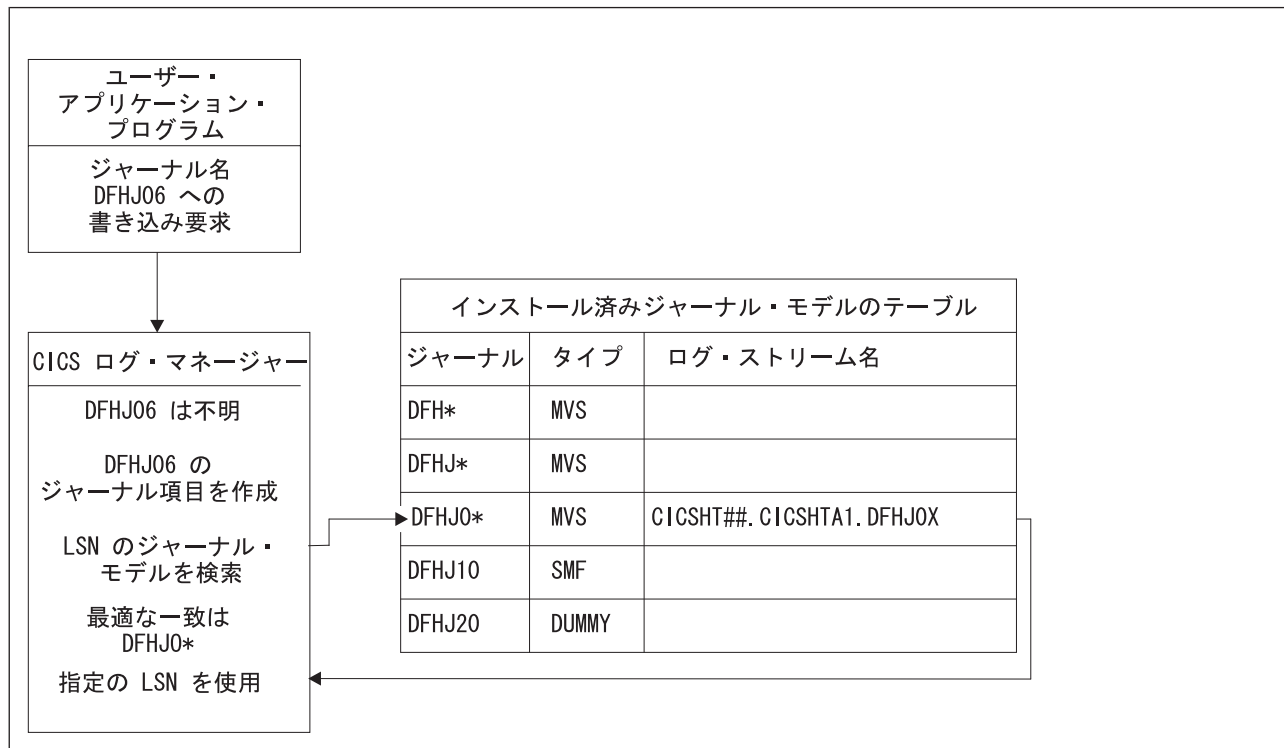 ユーザー・
アプリケーション・
プログラム
ジャーナル名
DFHJ06 への
書き込み要求
CICS ログ・マネージャー
DFHJ06 は不明
DFHJ06 の
ジャーナル項目を作成
LSN のジャーナル・
モデルを検索
最適な一致は
DFHJ0*
指定の LSN を使用
インストール済みジャーナル・モデルのテーブル
ジャーナル タイプ ログ・ストリーム名
DFH* MVS
DFHJ* MVS
DFHJ0* MVS CICSHT##.CICSHTA1.DFHJ0X
DFHJ10 SMF
DFHJ20 DUMMY